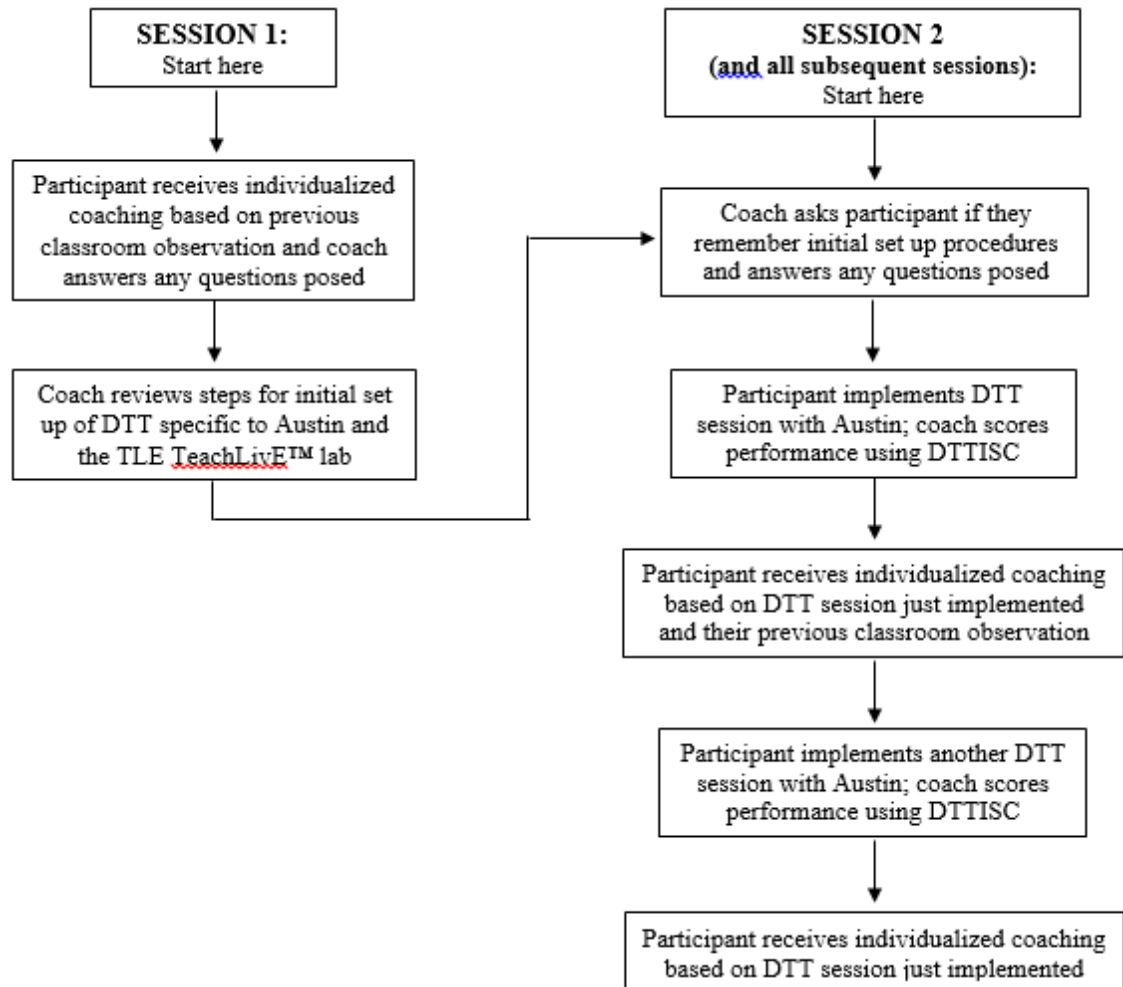 SESSION 1:
Start here
Participant receives individualized
coaching based on previous
classroom observation and coach
answers any questions posed
Coach reviews steps for initial set
up of DTT specific to Austin and
the TLE TeachLivE™ lab
SESSION 2
(and all subsequent sessions):
Start here
Coach asks participant if they
remember initial set up procedures
and answers any questions posed
Participant implements DTT
session with Austin; coach scores
performance using DTTISC
Participant receives individualized coaching
based on DTT session just implemented
and their previous classroom observation
Participant implements another DTT
session with Austin; coach scores
performance using DTTISC
Participant receives individualized coaching
based on DTT session just implemented